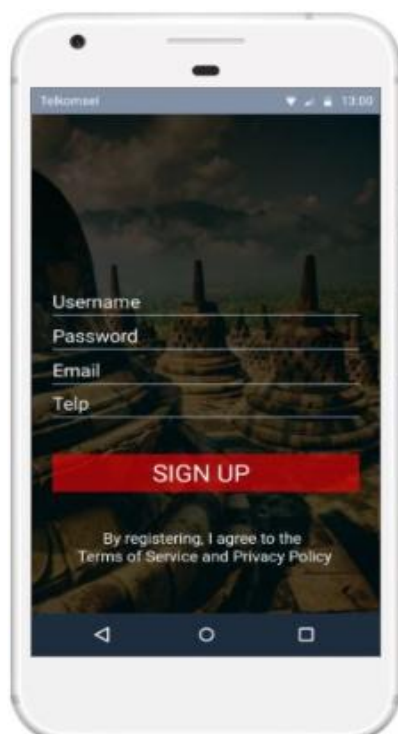 Telkomsel 13:00
Username
Password
Email
Telp
SIGN UP
By registering, I agree to the
Terms of Service and Privacy Policy